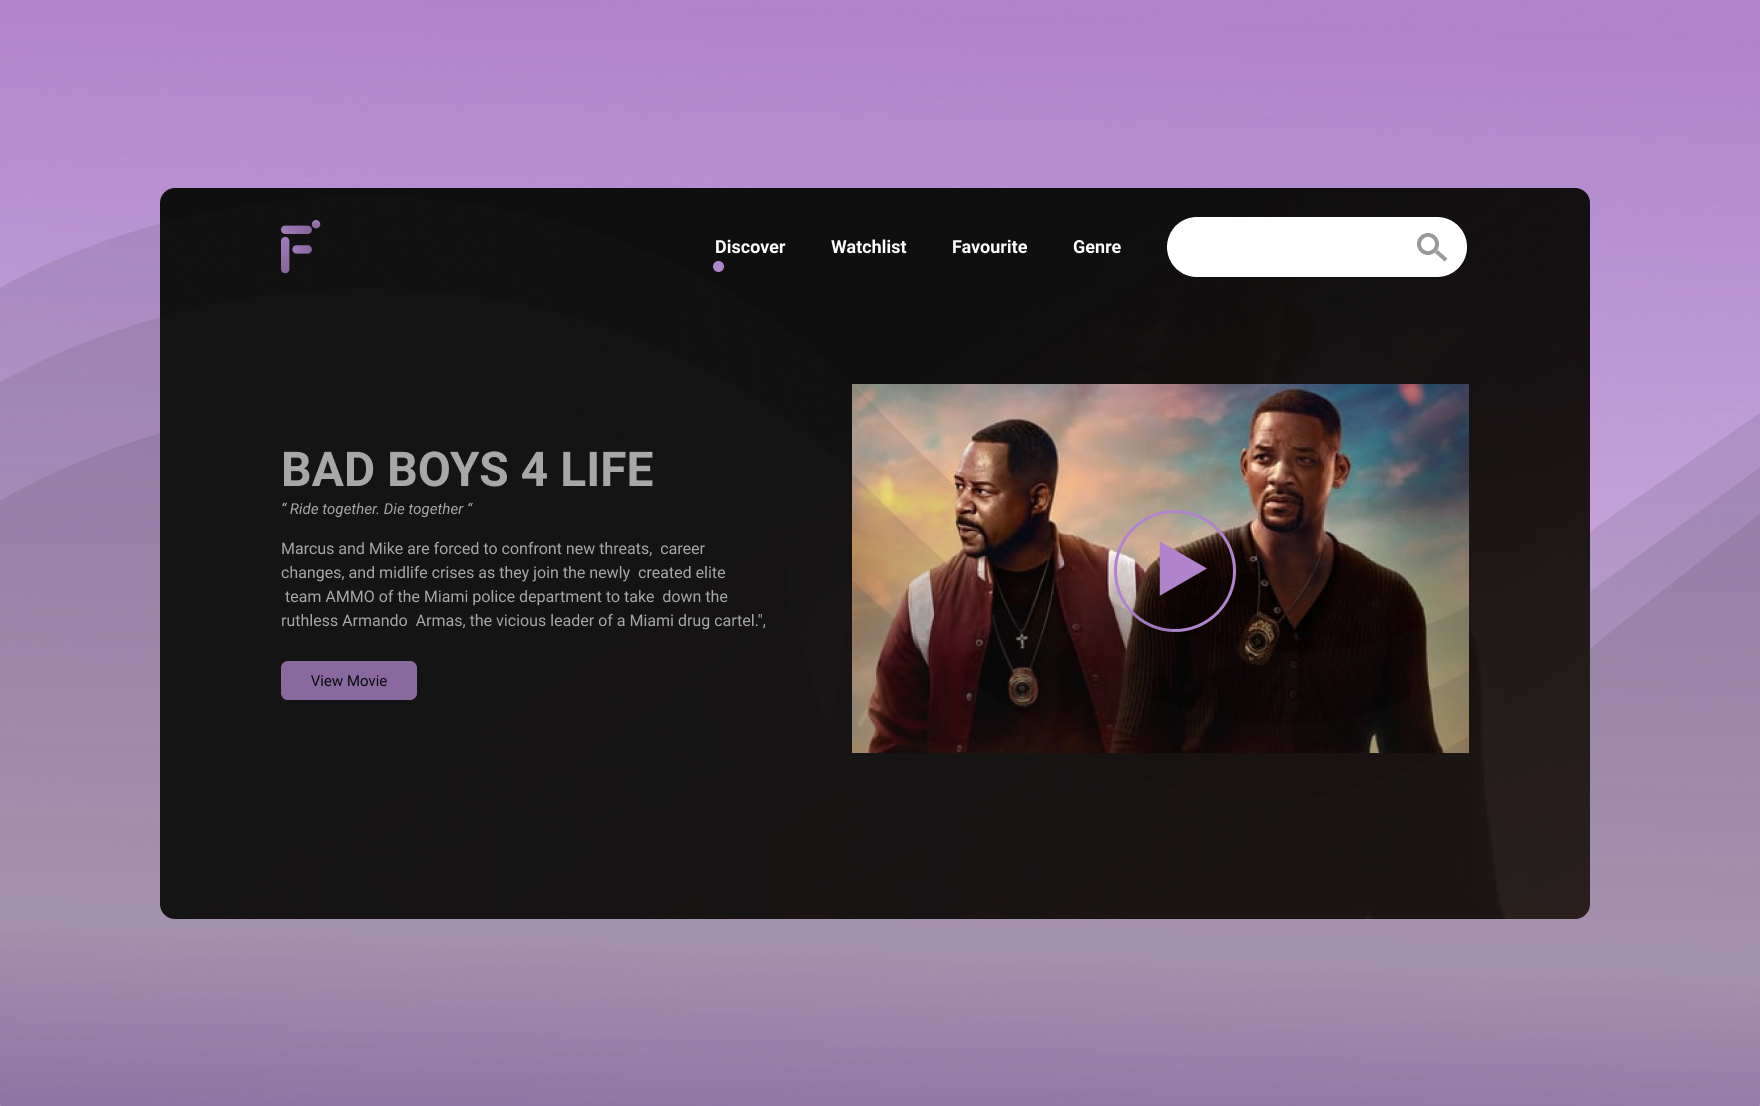 F
Discover Watchlist Favourite Genre
BAD BOYS 4 LIFE
“ Ride together. Die together “
Marcus and Mike are forced to confront new threats,  career
changes, and midlife crises as they join the newly  created elite
team AMMO of the Miami police department to take  down the
ruthless Armando  Armas, the vicious leader of a Miami drug cartel.",
View Movie